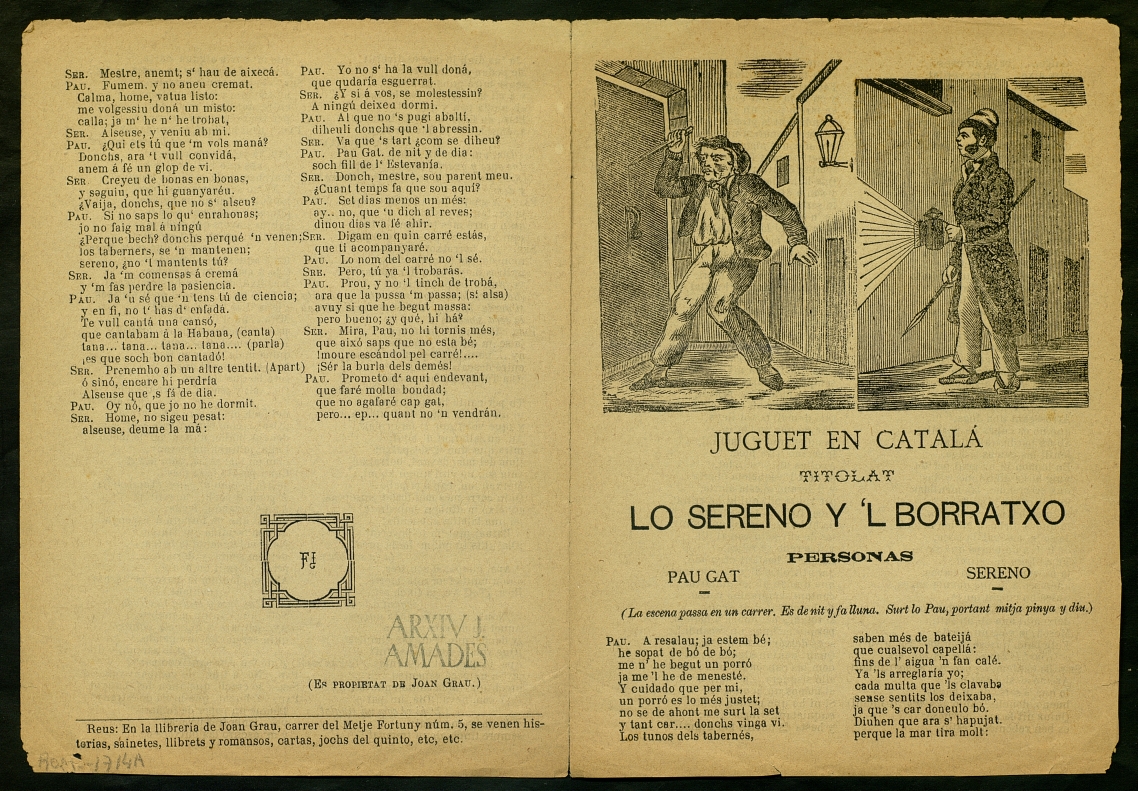 Ser. Mestre, anemt; s' hau de aixecá.
Pau. Fumem. y no aneu cremat.
Calma, home, vatua listo:
me volgessiu doná un misto:
calla; ja m' he n' he trobat,
Ser. Alseuse, y veniu ab mi.
Pau. ¿Qui ets tú que 'm vols maná?
Donchs, ara 'l vull convidá,
anem á fé un glop de vi.
Ser. Creyeu de bonas en bonas,
y seguiu, que hi guanyaréu.
¿Vaija, donchs, que no s' alseu?
Pau. Si no saps lo qu' enrahonas;
jo no faig mal á ningú
¿Perque bech? donchs perqué 'n venen;
los taberners, se 'n mantenen;
sereno, ¿no 't mantents tú?
Ser. Ja 'm comensas á cremá
y 'm fas perdre la pasiencia.
Pau. Ja 'u sé que 'n tens tú de ciencia;
y en fi, no t' has d' enfadá.
Te vull cantá una cansó,
que cantabam á la Habana, (canta)
tana... tana... tana... tana.... (parla)
¡es que soch bon cantadó!
Ser. Prenemho ab un altre tentit. (Apart)
ó sinó, encare hi perdría
Alseuse que ,s fá de dia.
Pau. Oy nó, que jo no he dormit.
Ser. Home, no sigeu pesat:
alseuse, deume la má:
Pau. Yo no s' ha la vull doná,
que qudaría esguerrat.
Ser. ¿Y si á vos, se molestessin?
A ningú deixeu dormi.
Pau. Al que no 's pugi abaltí,
diheuli donchs que 'l abressin.
Ser. Va que 's tart ¿com se diheu?
Pau. Pau Gat. de nit y de dia:
soch fill de l' Estevanía.
Ser. Donch, mestre, sou parent meu.
¿Cuant temps fa que sou aquí?
Pau. Set dias menos un més:
ay.. no, que 'u dich al reves;
dinou dias va fé ahir.
Ser. Digam en quin carré estás,
que ti acompanyaré.
Pau. Lo nom del carré no 'l sé.
Ser. Pero, tú ya 'l trobarás.
Pau. Prou, y no 'l tinch de trobá,
ara que la pussa 'm passa; (s: alsa)
avuy si que he begut massa:
pero bueno; ¿y qué, hi há?
Ser. Mira, Pau, no hi tornis més,
que aixó saps que no esta bé;
!moure escándol pel carré!....
¡Sér la burla dels demés!
Pau. Prometo d' aqui endevant,
que faré molta bondad;
que no agafaré cap gat,
pero... ep... quant no 'n vendrán.
ARXIV J.
AMADES
(Es propietat de Joan Grau.)
Reus: En la llibrería de Joan Grau, carrer del Metje Fortuny núm. 5, se venen his-
torias, sainetes, llibrets y romansos, cartas, jochs del quinto, etc, etc.
JUGUET EN CATALÁ
TITOLAT
LO SERENO Y 'L BORRATXO
PERSONAS
PAU GAT SERENO
(La escena passa en un carrer. Es de nit y fa lluna. Surt lo Pau, portant mitja pinya y diu.)
Pau. A resalau; ja estem bé;
he sopat de bó de bó;
me n' he begut un porró
ja me 'l he de menesté.
Y cuidado que per mi,
un porró es lo més justet;
no se de ahont me surt la set
y tant car.... donchs vinga vi.
Los tunos dels tabernés,
saben més de bateijá
que cualsevol capellá:
fins de l' aigua 'n fan calé.
Ya 'ls arreglaría yo;
cada multa que 'ls clavaba
sense sentits los deixaba,
ja que 's car doneulo bó.
Diuhen que ara s' hapujat.
perque la mar tira molt: